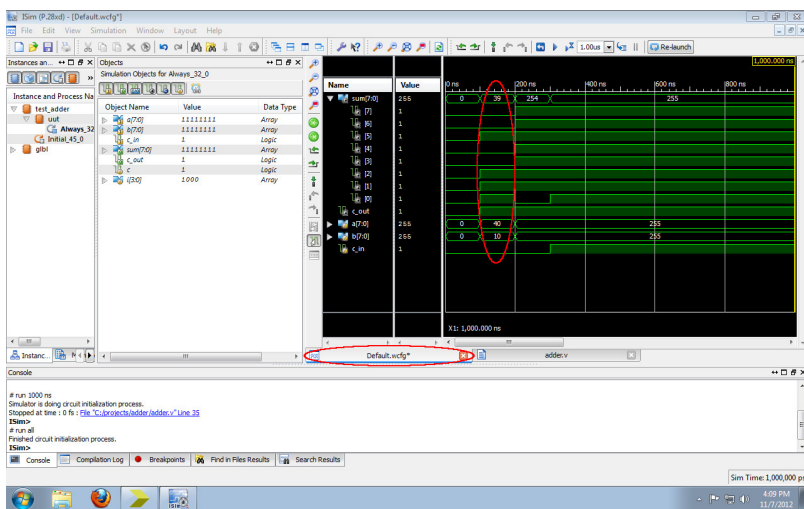 ISim (P.28xd) - [Default.wcfg*]
File Edit View Simulation Window Layout Help
1.00us Re-launch
Instances an...
Objects
Simulation Objects for Always_32_0
Instance and Process Na
test_adder
uut
Always_32
Initial_45_0
glbl
Object Name Value Data Type
a[7:0] 11111111 Array
b[7:0] 11111111 Array
c_in 1 Logic
sum[7:0] 11111111 Array
c_out 1 Logic
c 1 Logic
i[3:0] 1000 Array
1,000.000 ns
Name Value 0 ns 200 ns 400 ns 600 ns 800 ns
sum[7:0] 255 0 39 254 255
[7] 1
[6] 1
[5] 1
[4] 1
[3] 1
[2] 1
[1] 1
[0] 1
c_out 1
a[7:0] 255 0 40 255
b[7:0] 255 0 10 255
c_in 1
X1: 1,000.000 ns
Instanc...
Default.wcfg* adder.v
Console
# run 1000 ns
Simulator is doing circuit initialization process.
Stopped at time : 0 fs : File "C:/projects/adder/adder.v" Line 35
ISim>
# run all
Finished circuit initialization process.
ISim>
Console Compilation Log Breakpoints Find in Files Results Search Results
Sim Time: 1,000,000 ps
4:09 PM
11/7/2012